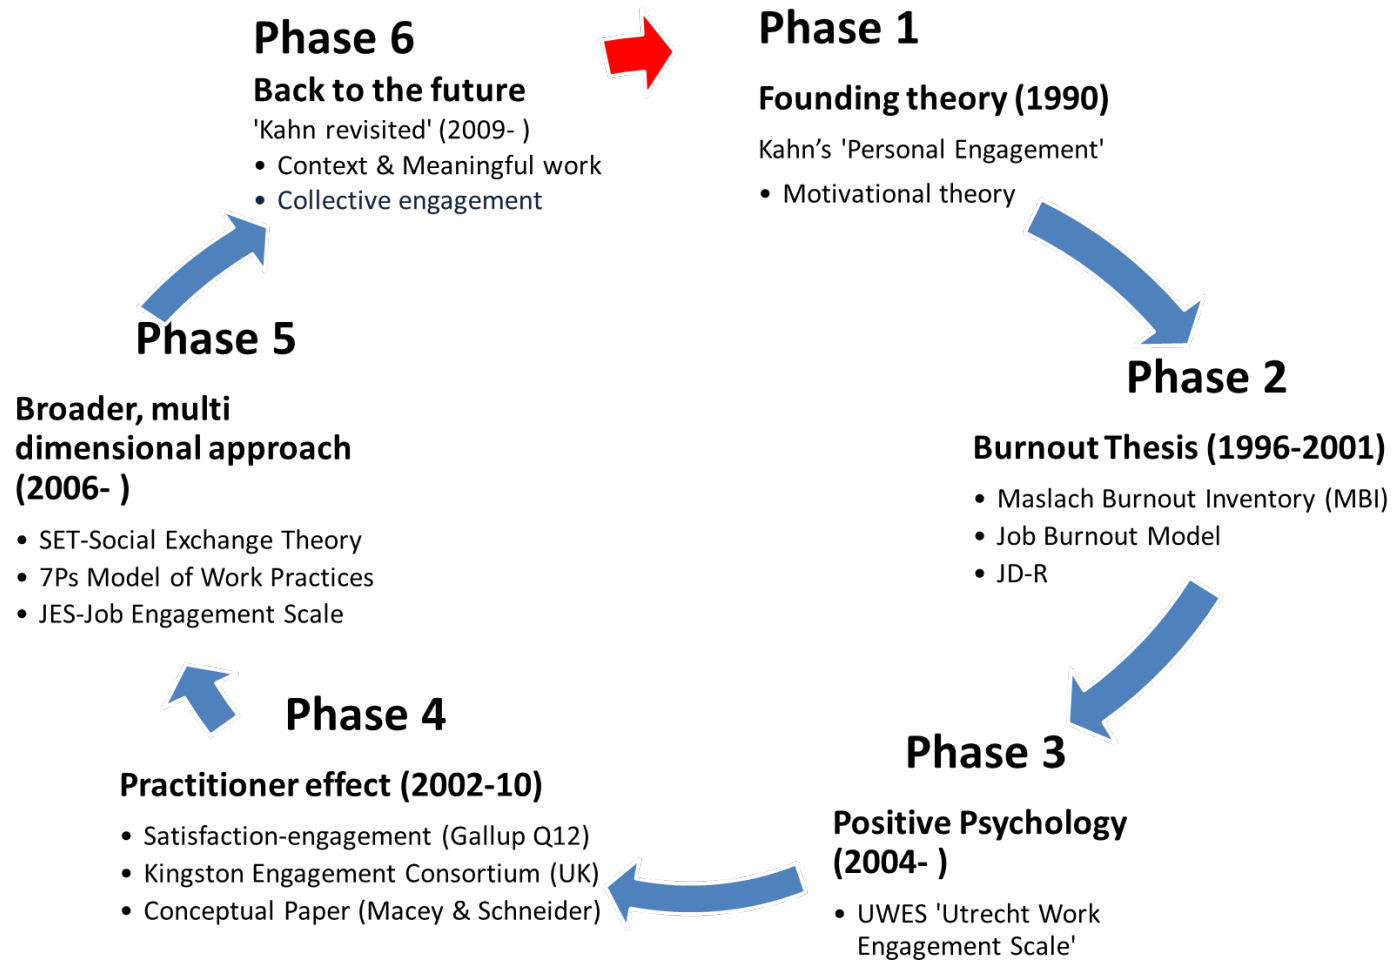 Phase 1
Founding theory (1990)
Kahn’s 'Personal Engagement'
• Motivational theory
Phase 2
Burnout Thesis (1996-2001)
• Maslach Burnout Inventory (MBI)
• Job Burnout Model
• JD-R
Phase 3
Positive Psychology
(2004- )
• UWES 'Utrecht Work
Engagement Scale'
Phase 4
Practitioner effect (2002-10)
• Satisfaction-engagement (Gallup Q12)
• Kingston Engagement Consortium (UK)
• Conceptual Paper (Macey & Schneider)
Phase 5
Broader, multi
dimensional approach
(2006- )
• SET-Social Exchange Theory
• 7Ps Model of Work Practices
• JES-Job Engagement Scale
Phase 6
Back to the future
'Kahn revisited' (2009- )
• Context & Meaningful work
• Collective engagement